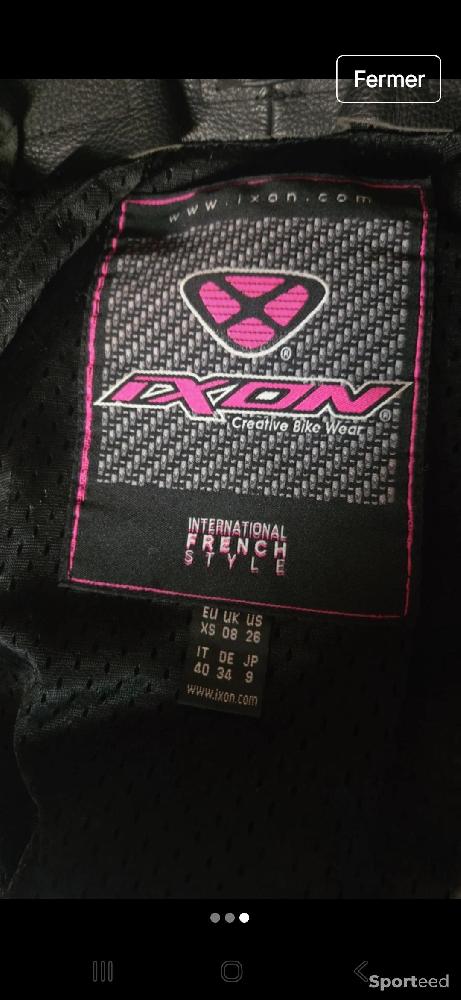 Fermer
www.ixon.com
®
IXON®
Creative Bike Wear
INTERNATIONAL
FRENCH
STYLE
EU UK US
XS 08 26
IT DE JP
40 34 9
www.ixon.com
Sporteed